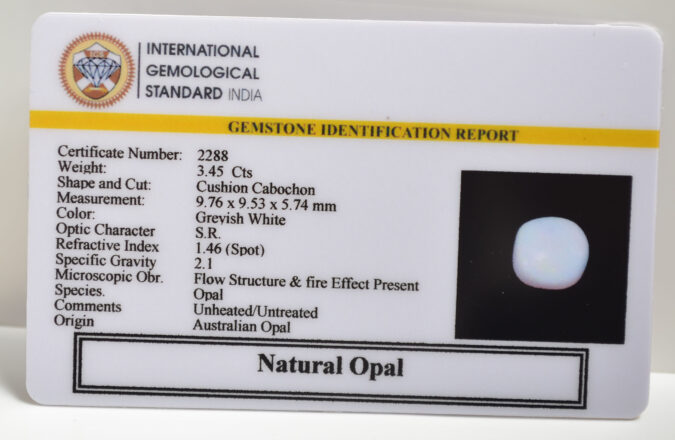 INTERNATIONAL
GEMOLOGICAL
STANDARD INDIA
GEMSTONE IDENTIFICATION REPORT
Certificate Number: 2288
Weight: 3.45 Cts
Shape and Cut: Cushion Cabochon
Measurement: 9.76 x 9.53 x 5.74 mm
Color: Greyish White
Optic Character S.R.
Refractive Index 1.46 (Spot)
Specific Gravity 2.1
Microscopic Obr. Flow Structure & fire Effect Present
Species. Opal
Comments Unheated/Untreated
Origin Australian Opal
Natural Opal